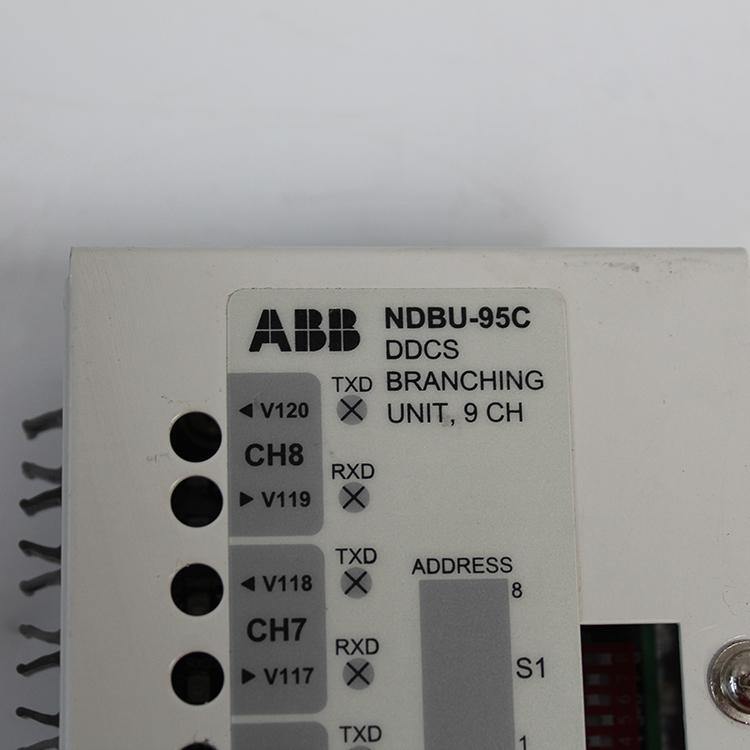 ABB
NDBU-95C
DDCS
BRANCHING
UNIT, 9 CH
TXD
◄ V120
CH8
RXD
► V119
TXD
◄ V118
CH7
RXD
► V117
TXD
ADDRESS
8
S1
1